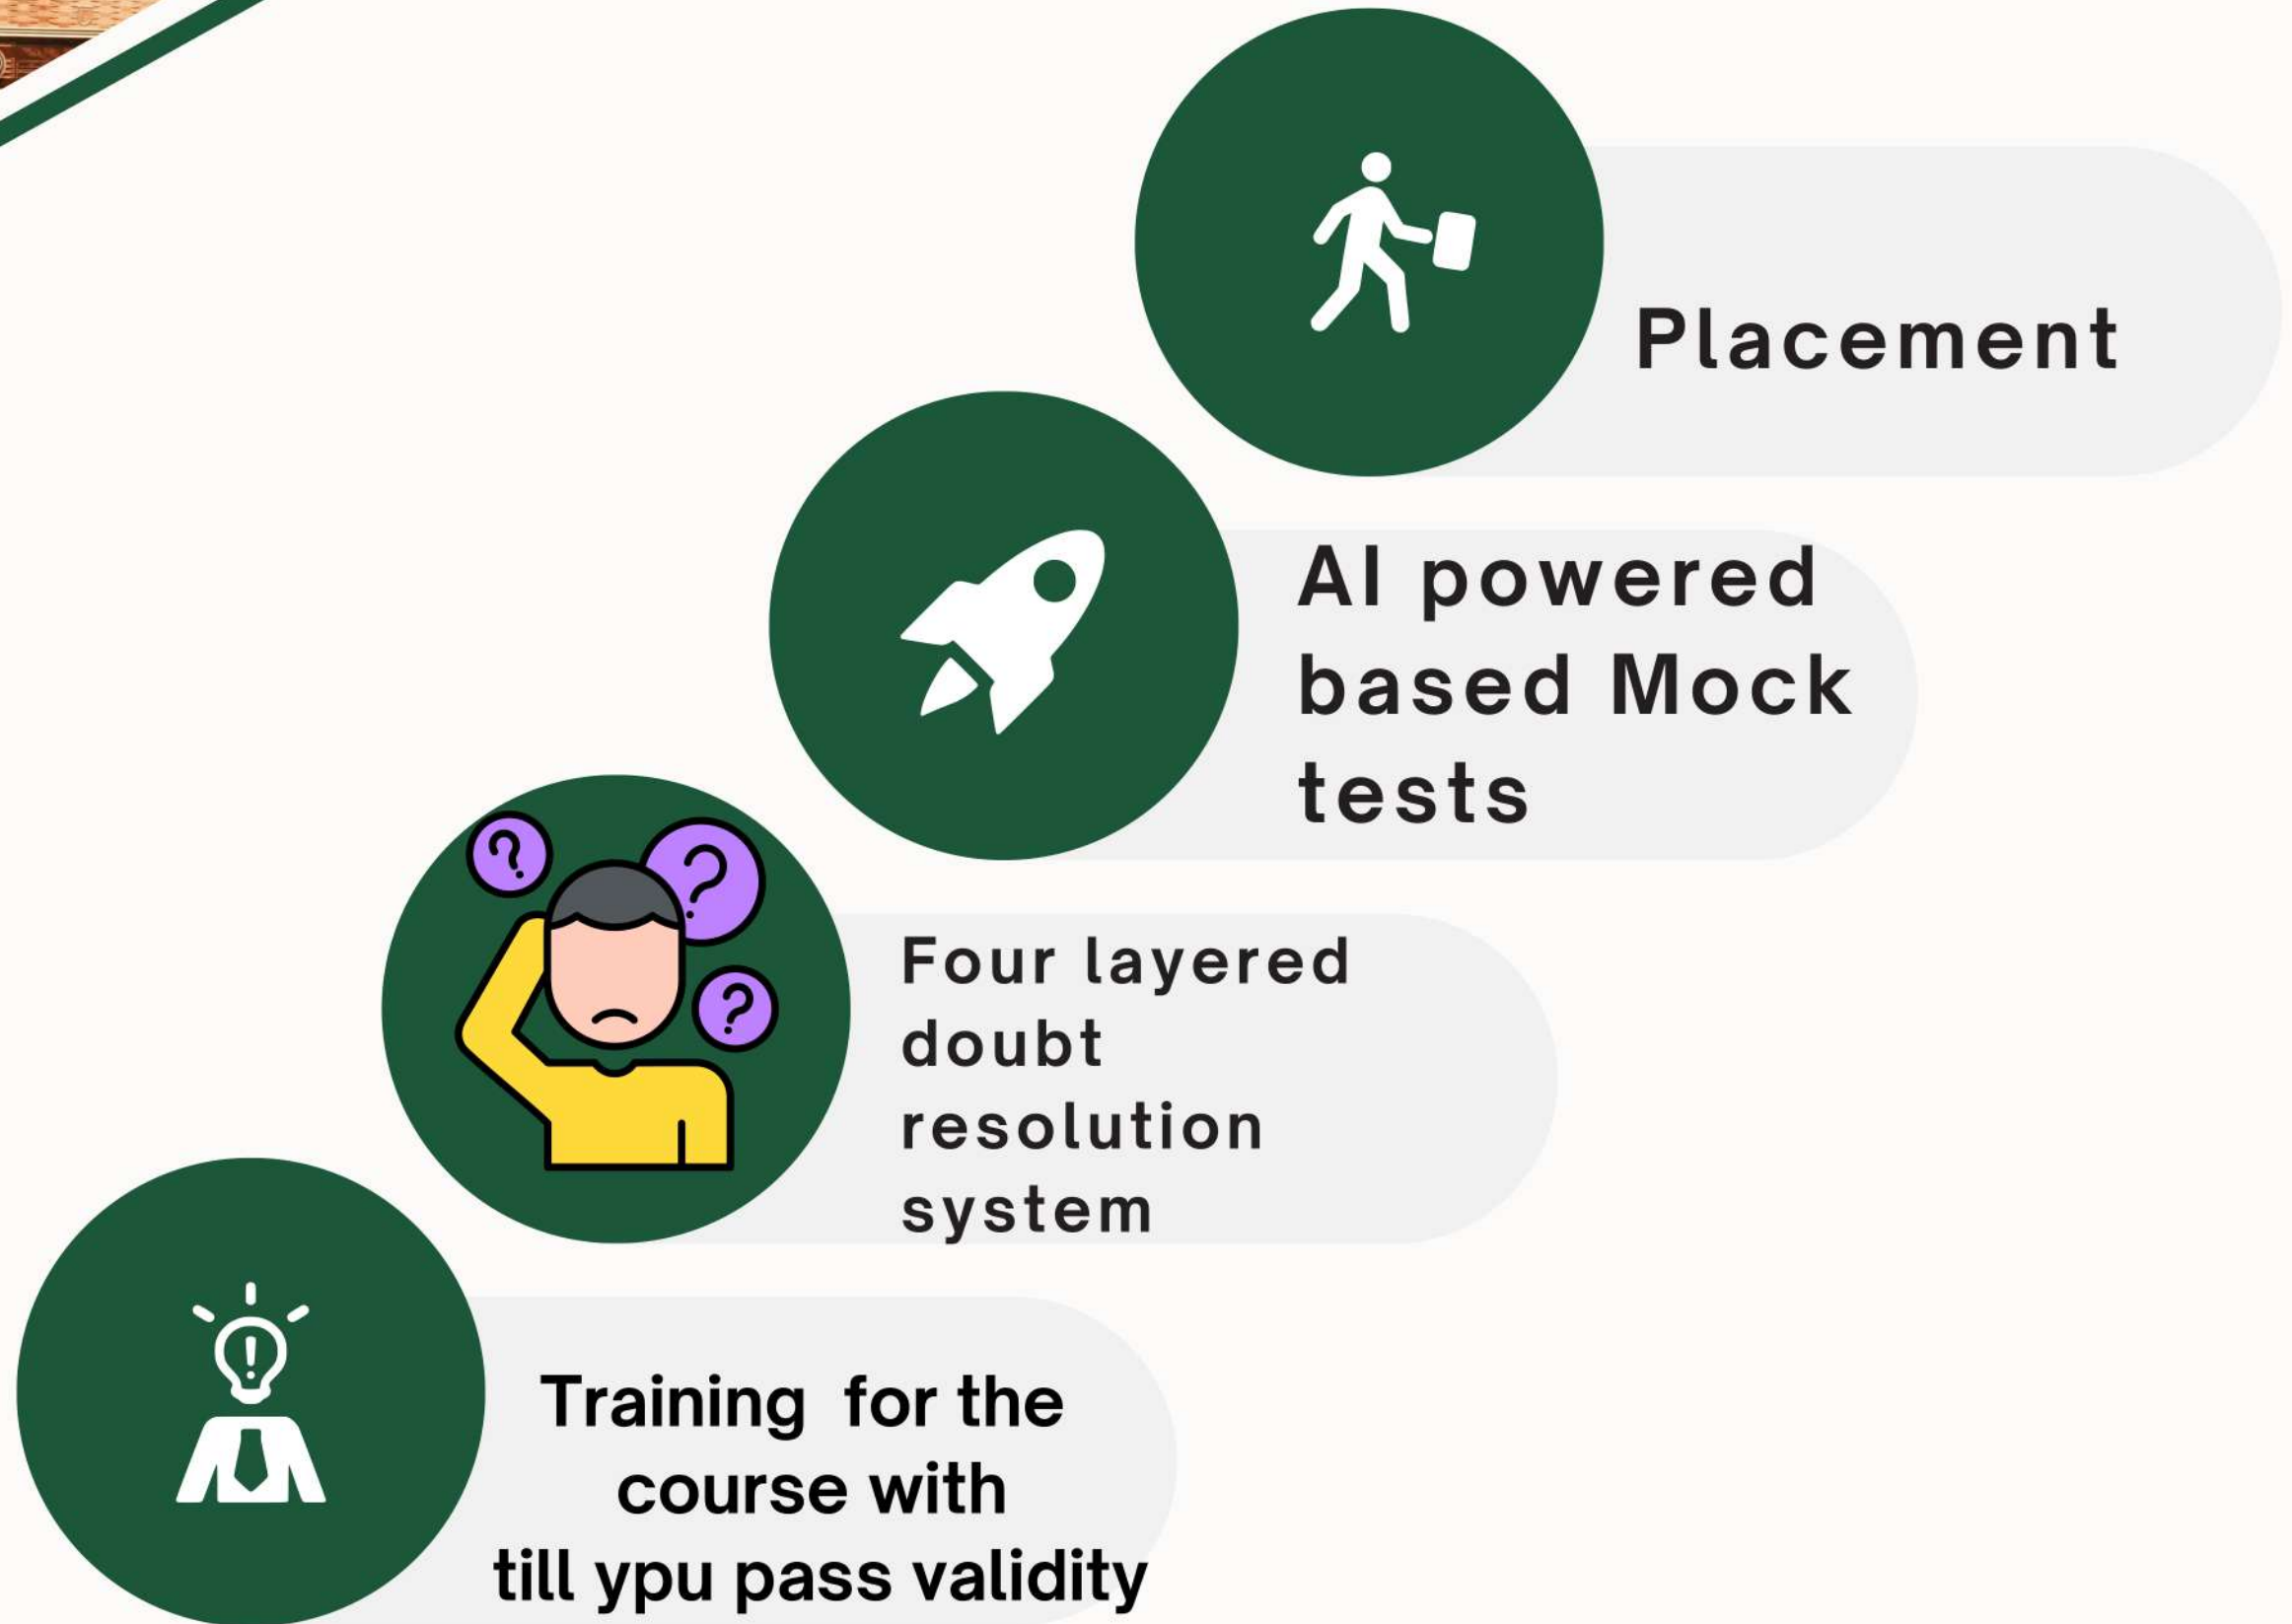 Placement
AI powered
based Mock
tests
Four layered
doubt
resolution
system
Training for the
course with
till ypu pass validity